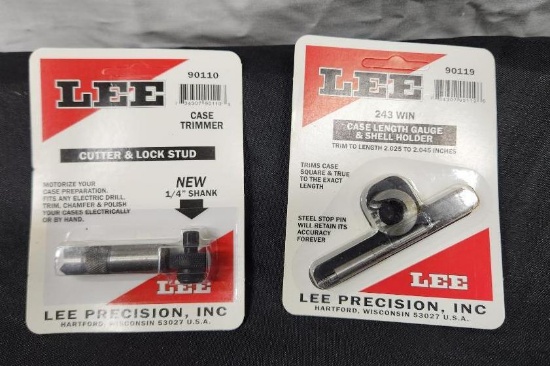 LEE
90110
CASE
TRIMMER
CUTTER & LOCK STUD
MOTORIZE YOUR
CASE PREPARATION.
FITS ANY ELECTRIC DRILL.
TRIM, CHAMFER & POLISH
YOUR CASES ELECTRICALLY
OR BY HAND.
NEW
1/4" SHANK
LEE
LEE PRECISION, INC
HARTFORD, WISCONSIN 53027 U.S.A.
LEE
90119
243 WIN
CASE LENGTH GAUGE
& SHELL HOLDER
TRIM TO LENGTH 2.025 TO 2.045 INCHES
TRIMS CASE
SQUARE & TRUE
TO THE EXACT
LENGTH
STEEL STOP PIN
WILL RETAIN ITS
ACCURACY
FOREVER
LEE
LEE PRECISION, INC
HARTFORD, WISCONSIN 53027 U.S.A.